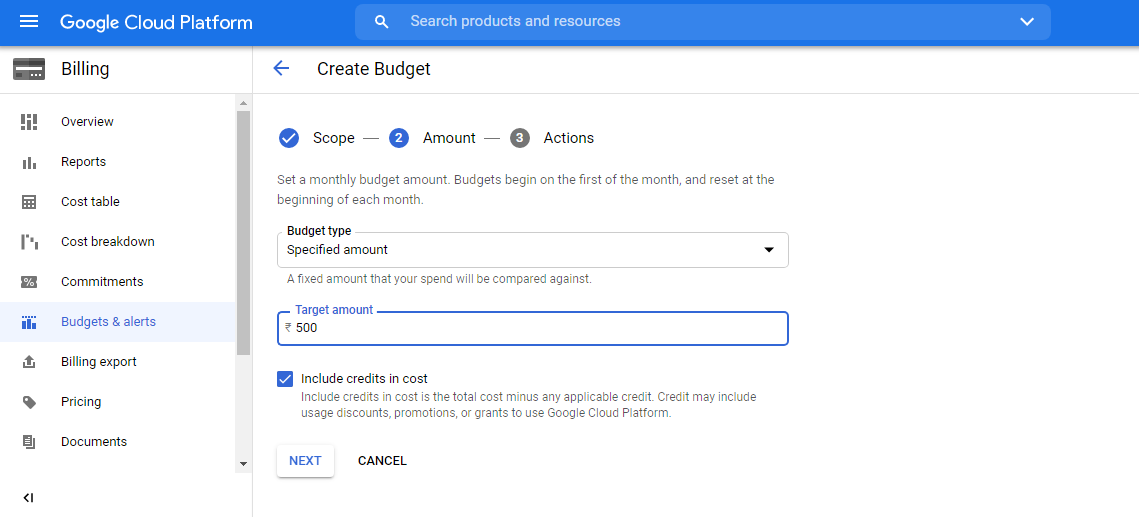 Google Cloud Platform
Search products and resources
Billing
Create Budget
Overview
Reports
Cost table
Cost breakdown
Commitments
Budgets & alerts
Billing export
Pricing
Documents
Scope — 2 Amount — 3 Actions
Set a monthly budget amount. Budgets begin on the first of the month, and reset at the
beginning of each month.
Budget type
Specified amount
A fixed amount that your spend will be compared against.
Target amount
₹ 500
Include credits in cost
Include credits in cost is the total cost minus any applicable credit. Credit may include
usage discounts, promotions, or grants to use Google Cloud Platform.
NEXT CANCEL